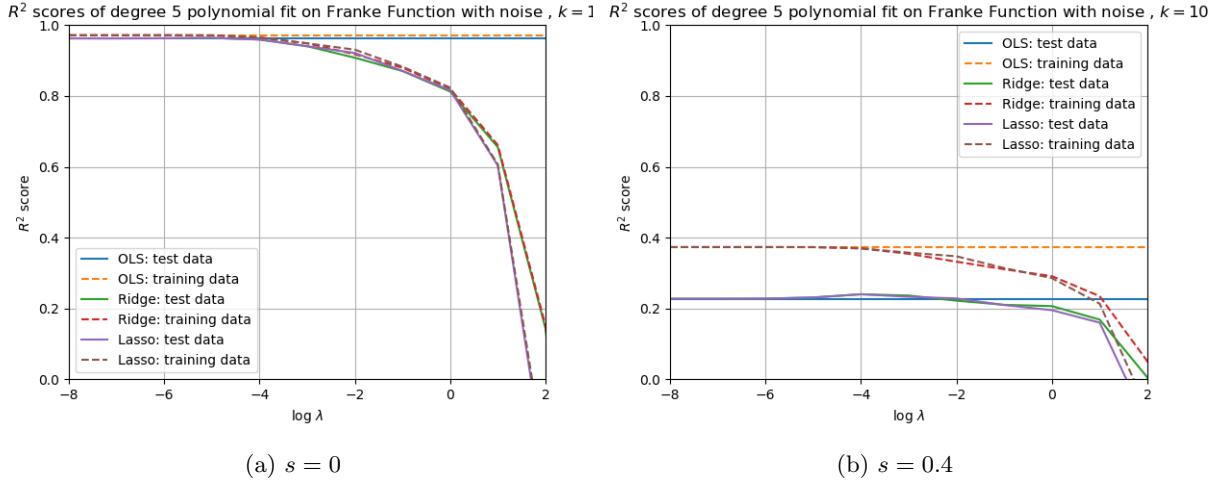 R² scores of degree 5 polynomial fit on Franke Function with noise , k=1
1.0
0.8
0.6
0.4
0.2
0.0
R² score
OLS: test data
OLS: training data
Ridge: test data
Ridge: training data
Lasso: test data
Lasso: training data
−8 −6 −4 −2 0 2
log λ
(a) s = 0
R² scores of degree 5 polynomial fit on Franke Function with noise , k=10
1.0
0.8
0.6
0.4
0.2
0.0
R² score
OLS: test data
OLS: training data
Ridge: test data
Ridge: training data
Lasso: test data
Lasso: training data
−8 −6 −4 −2 0 2
log λ
(b) s = 0.4